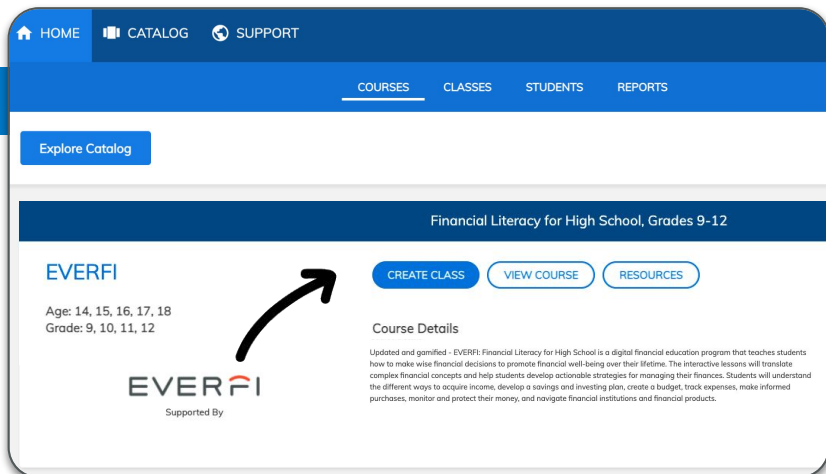 HOME CATALOG SUPPORT
COURSES CLASSES STUDENTS REPORTS
Explore Catalog
Financial Literacy for High School, Grades 9-12
EVERFI
CREATE CLASS VIEW COURSE RESOURCES
Age: 14, 15, 16, 17, 18
Grade: 9, 10, 11, 12
EVERFI
Supported By
Course Details
Updated and gamified - EVERFI: Financial Literacy for High School is a digital financial education program that teaches students
how to make wise financial decisions to promote financial well-being over their lifetime. The interactive lessons will translate
complex financial concepts and help students develop actionable strategies for managing their finances. Students will understand
the different ways to acquire income, develop a savings and investing plan, create a budget, track expenses, make informed
purchases, monitor and protect their money, and navigate financial institutions and financial products.